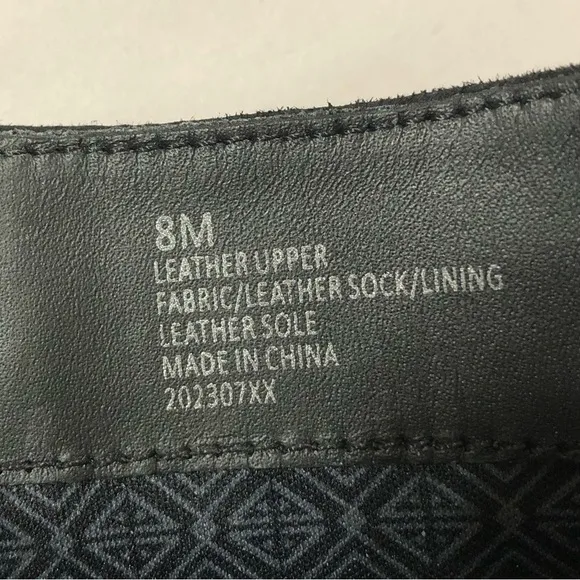 8M
LEATHER UPPER
FABRIC/LEATHER SOCK/LINING
LEATHER SOLE
MADE IN CHINA
202307XX